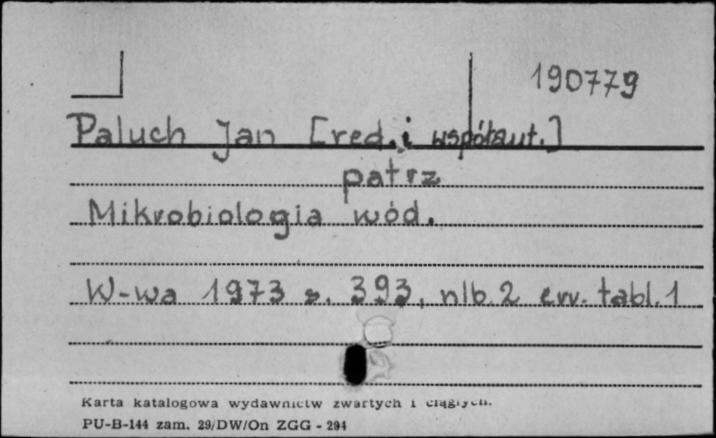 190779
Paluch Jan [red. i współaut.]
patrz
Mikrobiologia wód.
W-wa 1973 s. 393, nlb. 2 err. tabl. 1
Karta katalogowa wydawnictw zwartych i ciągłych.
PU-B-144 zam. 29/DW/On ZGG - 294